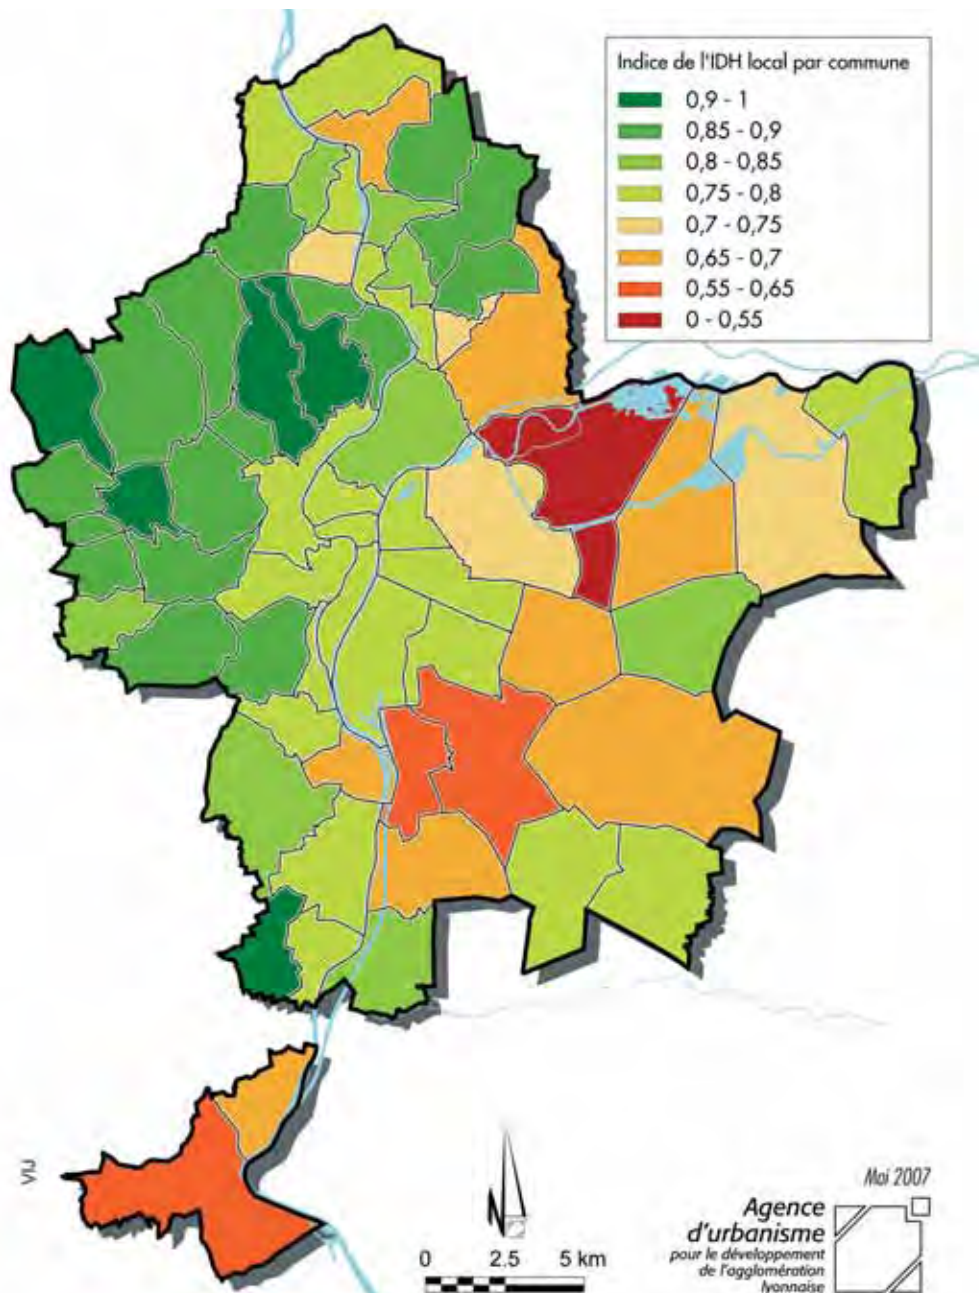 Indice de l'IDH local par commune
0,9 - 1
0,85 - 0,9
0,8 - 0,85
0,75 - 0,8
0,7 - 0,75
0,65 - 0,7
0,55 - 0,65
0 - 0,55
VIJ
N
0 2.5 5 km
Mai 2007
Agence
d'urbanisme
pour le développement
de l'agglomération
lyonnaise